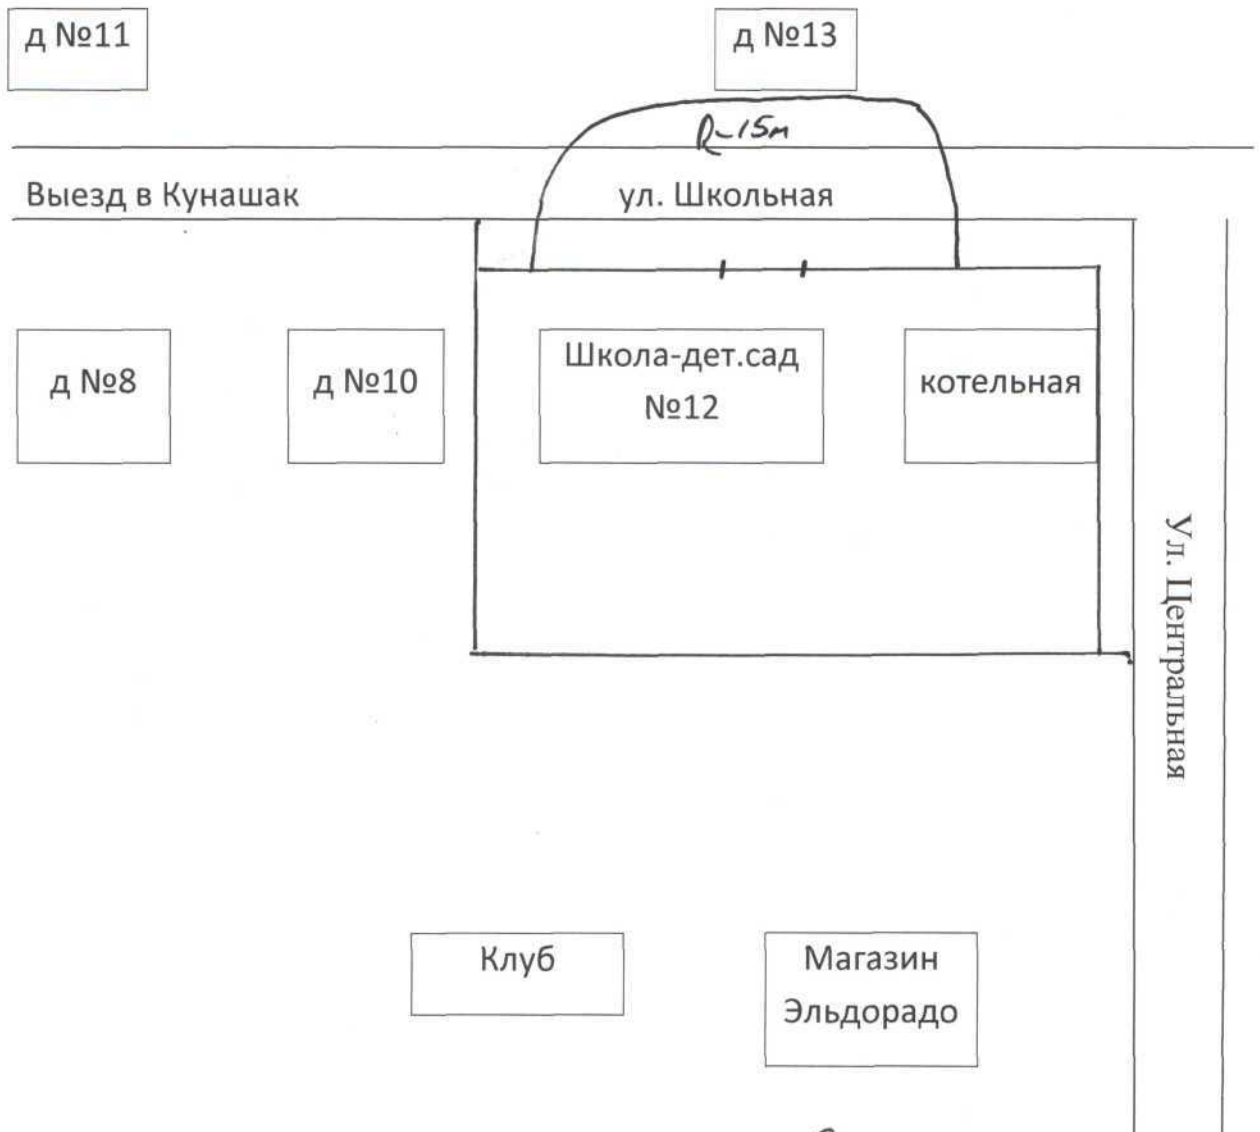 д №11
д №13
R-15м
Выезд в Кунашак
ул. Школьная
д №8
д №10
Школа-дет.сад
№12
котельная
Ул. Центральная
Клуб
Магазин
Эльдорадо